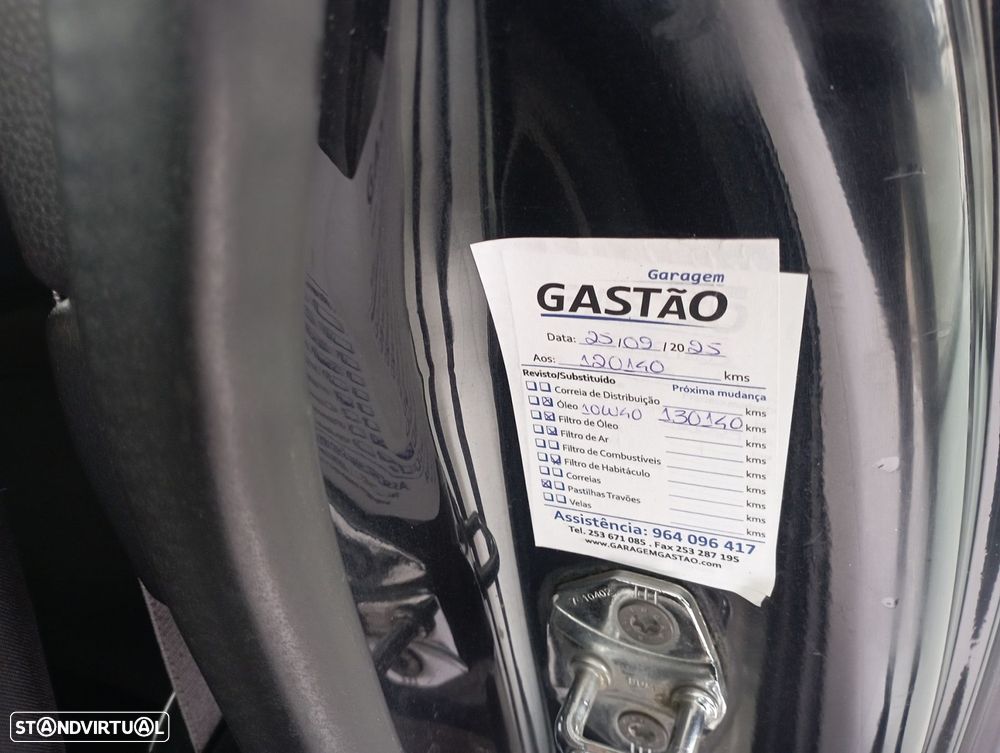 Garagem
GASTÃO
Data: 25/09/2025
Aos: 120140 kms
Revisto/Substituído Próxima mudança
Correia de Distribuição kms
Óleo 10W40 130140 kms
Filtro de Óleo kms
Filtro de Ar kms
Filtro de Combustíveis kms
Filtro de Habitáculo kms
Correias kms
Pastilhas Travões kms
Velas kms
Assistência: 964 096 417
Tel. 253 671 085 . Fax 253 287 195
www.GARAGEMGASTAO.com
STANDVIRTUAL